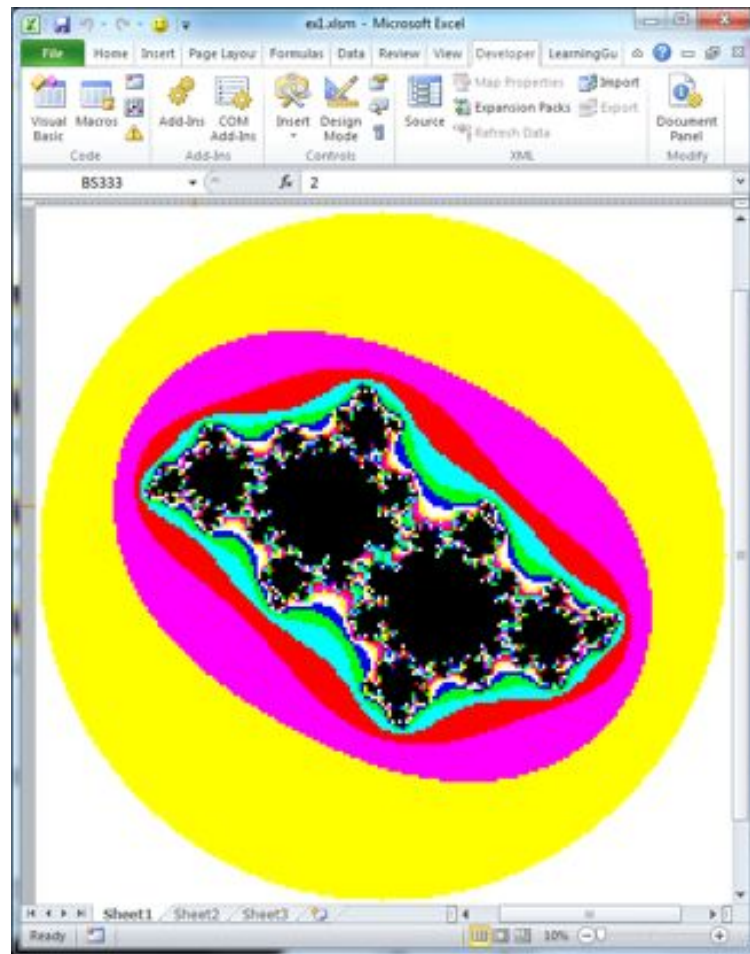 ex1.xlsm - Microsoft Excel
File Home Insert Page Layou Formulas Data Review View Developer LearningGu
Visual Basic
Macros
Add-Ins
COM Add-Ins
Insert
Design Mode
Source
Map Properties
Expansion Packs
Refresh Data
Import
Export
Document Panel
Code Add-Ins Controls XML Modify
BS333 fx 2
Sheet1 Sheet2 Sheet3
Ready 10%